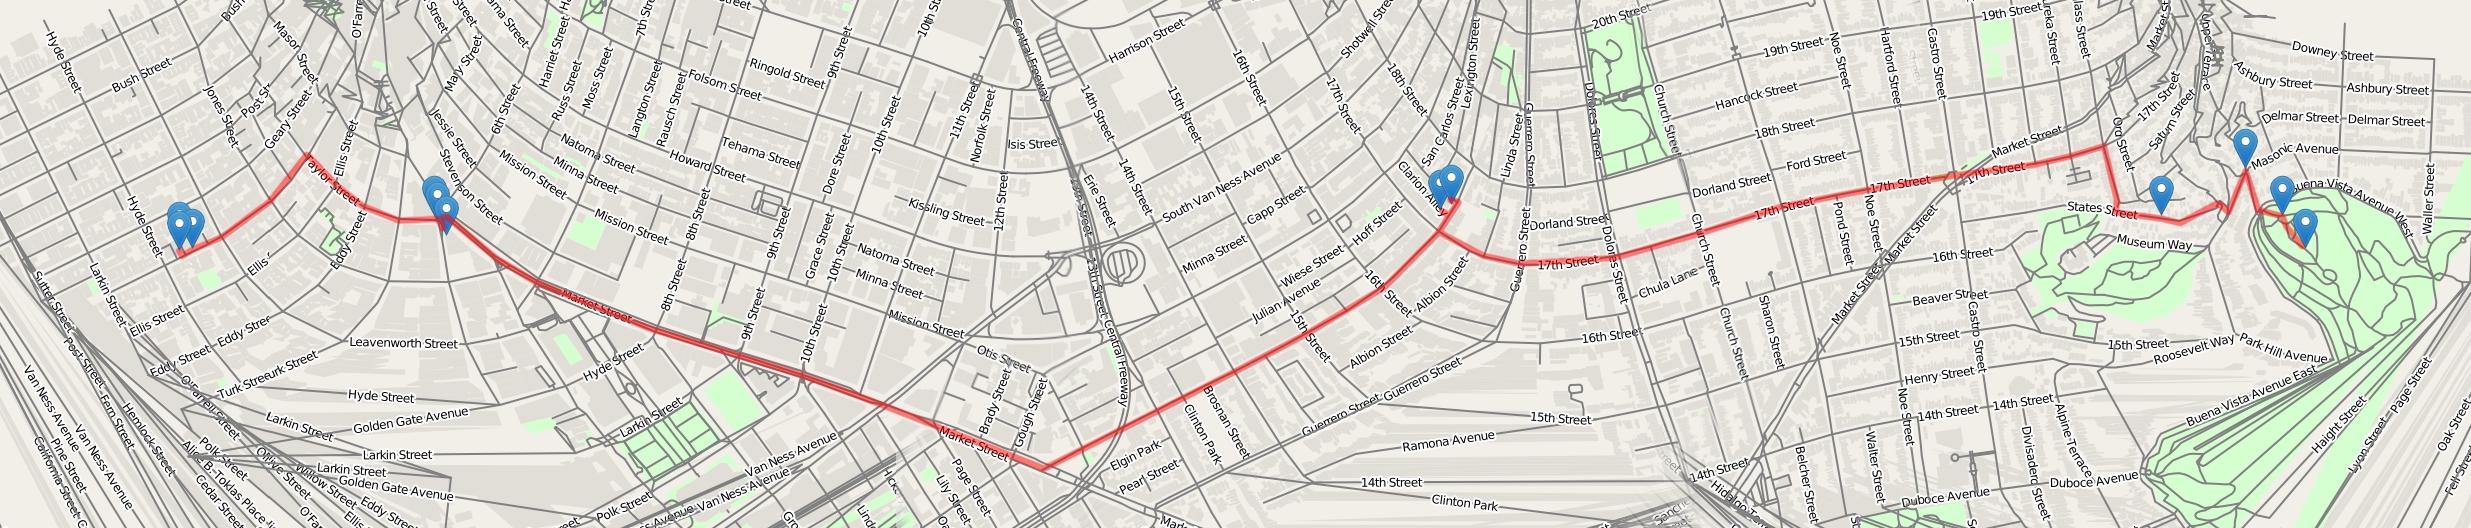 Hyde Street
Bush Street
Bush
Mason Street
O'Farre
Jones Street
Post St
Geary Street
Taylor Street
Ellis Street
Hyde Street
Ellis S
Eddy Street
Larkin Street
Ellis Street
Eddy Street
Eddy Stree
Turk Street
urk Street
Sutter Street
Post Street
Fern Street
Van Ness Avenue
Van Ness Avenue
Pine Street
California Street
Hemlock Street
O'Farrell Street
Polk Street
Olive Street
Willow Street
Cedar Street
Alice B. Toklas Place
Larkin Street
Larkin Street
Larkin Street
Golden Gate Avenue
Golden Gate Avenue
Eddy Street
Hyde Street
Leavenworth Street
Mary Street
Jessie Street
Stevenson Street
6th Street
Mission Street
Minna Street
Natoma Street
Harriet Street
Russ Street
Moss Street
7th Str
Langton Street
Rausch Street
Folsom Street
Ringold Street
9th Street
10th St
Tehama Street
Howard Street
Mission Street
8th Street
8th Street
9th Street
9th Street
Dore Street
10th Street
Grace Street
10th Street
10th Street
Natoma Street
Minna Street
Mission Street
Kissling Street
11th Street
Norfolk Street
Isis Street
12th Street
Market Street
Hyde Street
Larkin Street
Polk Street
Van Ness Avenue
Van Ness Avenue
Otis Street
Brady Street
Gough Street
Market Street
Page Street
Lily Street
Central Freeway
13th Street
13th Street
Central Freeway
Erie Street
14th Street
14th Street
Harrison Street
15th Street
16th Street
South Van Ness Avenue
Capp Street
Minna Street
Wiese Street
Julian Avenue
Hoff Street
15th Street
16th Street
Shotwell Street
17th Street
18th Street
Clarion Alley
San Carlos Street
Lexington Street
Linda Street
Guerrero Street
Guerrero Street
Albion Street
Albion Street
Guerrero Street
Guerrero Street
Elgin Park
Pearl Street
Clinton Park
Brosnan Street
15th Street
Ramona Avenue
14th Street
Clinton Park
20th Street
Dolores Street
Church Street
Dorland Street
Dolores Street
17th Street
Chula Lane
16th Street
Church Street
Church Street
Sharon Street
19th Street
19th Street
Hancock Street
18th Street
Ford Street
Dorland Street
17th Street
17th Street
17th Street
Noe Street
Hartford Street
Castro Street
Pond Street
Noe Street
Market Street
Market Street
16th Street
Beaver Street
15th Street
Castro Street
Henry Street
Noe Street
14th Street
14th Street
14th Street
Walter Street
Belcher Street
Duboce Avenue
Duboce Avenue
Divisadero Street
Alpine Terrace
Market Street
Ord Street
17th Street
Saturn Street
States Street
Museum Way
15th Street
Roosevelt Way
Park Hill Avenue
Buena Vista Avenue East
Upper Terrace
Downey Street
Ashbury Street
Ashbury Street
Delmar Street
Delmar Street
Masonic Avenue
Buena Vista Avenue West
Waller Street
Haight Street
Page Street
Lyon Street
Oak Street